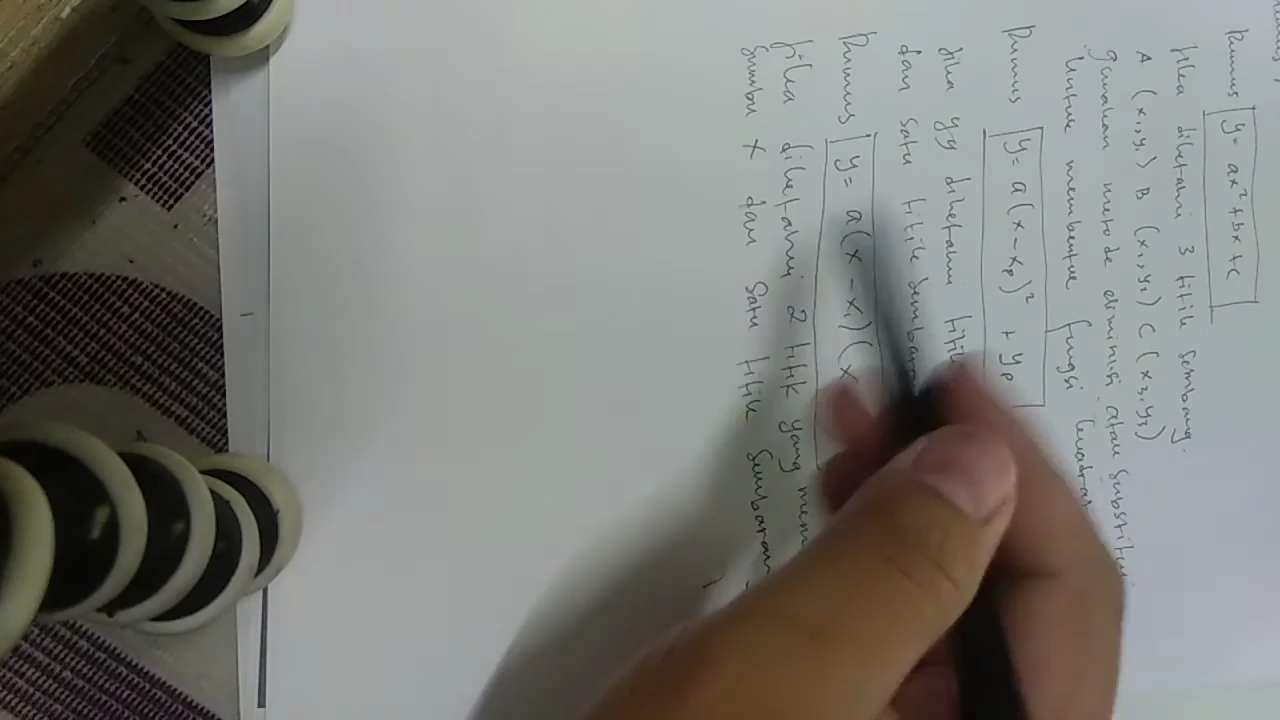 Rumus y = ax² + bx + c
Jika diketahui 3 titik sembarang.
A (x₁, y₁) B (x₂, y₂) C (x₃, y₃)
gunakan metode eliminasi atau substitusi
untuk membentuk fungsi kuadrat
Rumus y = a(x - xₚ)² + yₚ
Jika yg diketahui titik
dan satu titik sembarang
Rumus y = a(x - x₁)(x
Jika diketahui 2 titik yang
sumbu x dan satu titik sembarang